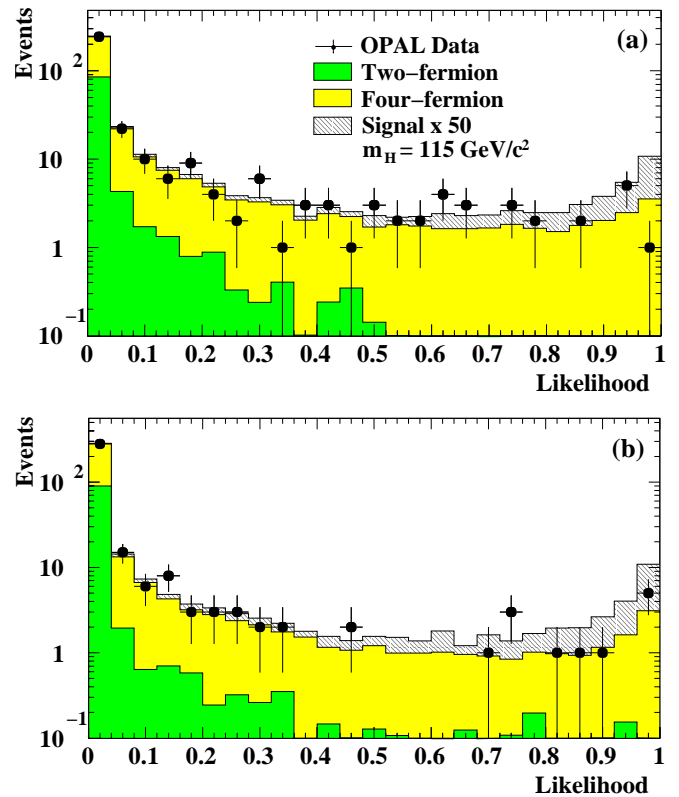 Events
(a)
OPAL Data
Two-fermion
Four-fermion
Signal x 50
m_H = 115 GeV/c²
10²
10
1
10⁻¹
0 0.1 0.2 0.3 0.4 0.5 0.6 0.7 0.8 0.9 1
Likelihood
Events
(b)
10²
10
1
10⁻¹
0 0.1 0.2 0.3 0.4 0.5 0.6 0.7 0.8 0.9 1
Likelihood